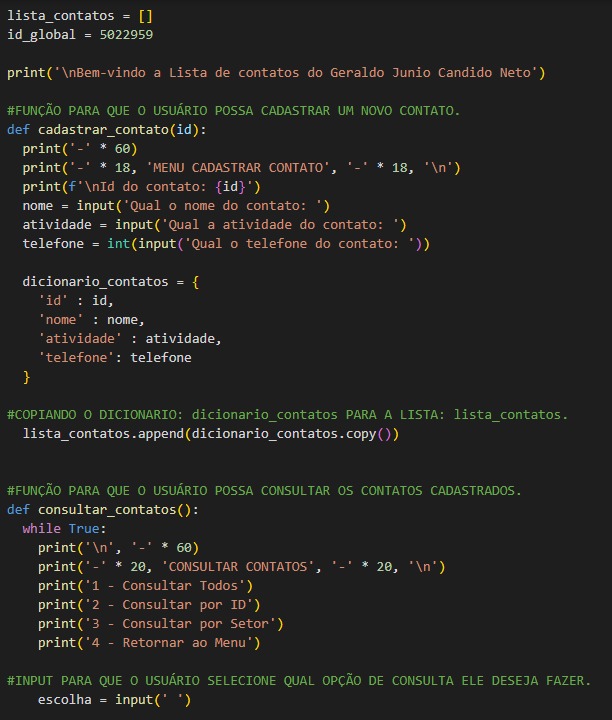 lista_contatos = []
id_global = 5022959
print('\nBem-vindo a Lista de contatos do Geraldo Junio Candido Neto')
#FUNÇÃO PARA QUE O USUÁRIO POSSA CADASTRAR UM NOVO CONTATO.
def cadastrar_contato(id):
  print('-' * 60)
  print('-' * 18, 'MENU CADASTRAR CONTATO', '-' * 18, '\n')
  print(f'\nId do contato: {id}')
  nome = input('Qual o nome do contato: ')
  atividade = input('Qual a atividade do contato: ')
  telefone = int(input('Qual o telefone do contato: '))
  dicionario_contatos = {
    'id' : id,
    'nome' : nome,
    'atividade' : atividade,
    'telefone': telefone
  }
#COPIANDO O DICIONARIO: dicionario_contatos PARA A LISTA: lista_contatos.
  lista_contatos.append(dicionario_contatos.copy())
#FUNÇÃO PARA QUE O USUÁRIO POSSA CONSULTAR OS CONTATOS CADASTRADOS.
def consultar_contatos():
  while True:
    print('\n', '-' * 60)
    print('-' * 20, 'CONSULTAR CONTATOS', '-' * 20, '\n')
    print('1 - Consultar Todos')
    print('2 - Consultar por ID')
    print('3 - Consultar por Setor')
    print('4 - Retornar ao Menu')
#INPUT PARA QUE O USUÁRIO SELECIONE QUAL OPÇÃO DE CONSULTA ELE DESEJA FAZER.
    escolha = input(' ')